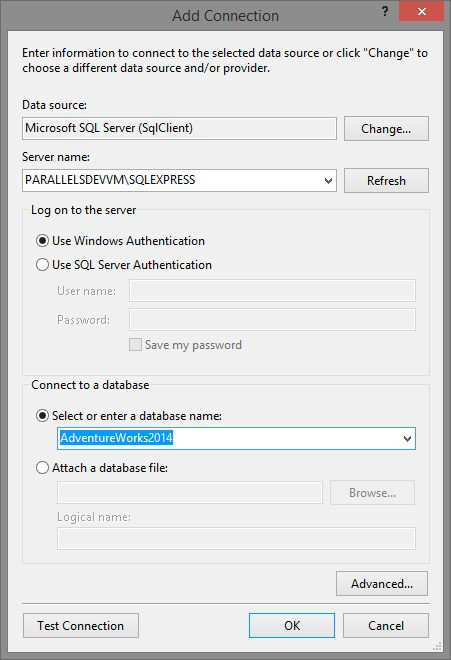 Add Connection
?
Enter information to connect to the selected data source or click "Change" to
choose a different data source and/or provider.
Data source:
Microsoft SQL Server (SqlClient)
Change...
Server name:
PARALLELSDEVVM\SQLEXPRESS
Refresh
Log on to the server
Use Windows Authentication
Use SQL Server Authentication
User name:
Password:
Save my password
Connect to a database
Select or enter a database name:
AdventureWorks2014
Attach a database file:
Browse...
Logical name:
Advanced...
Test Connection
OK
Cancel